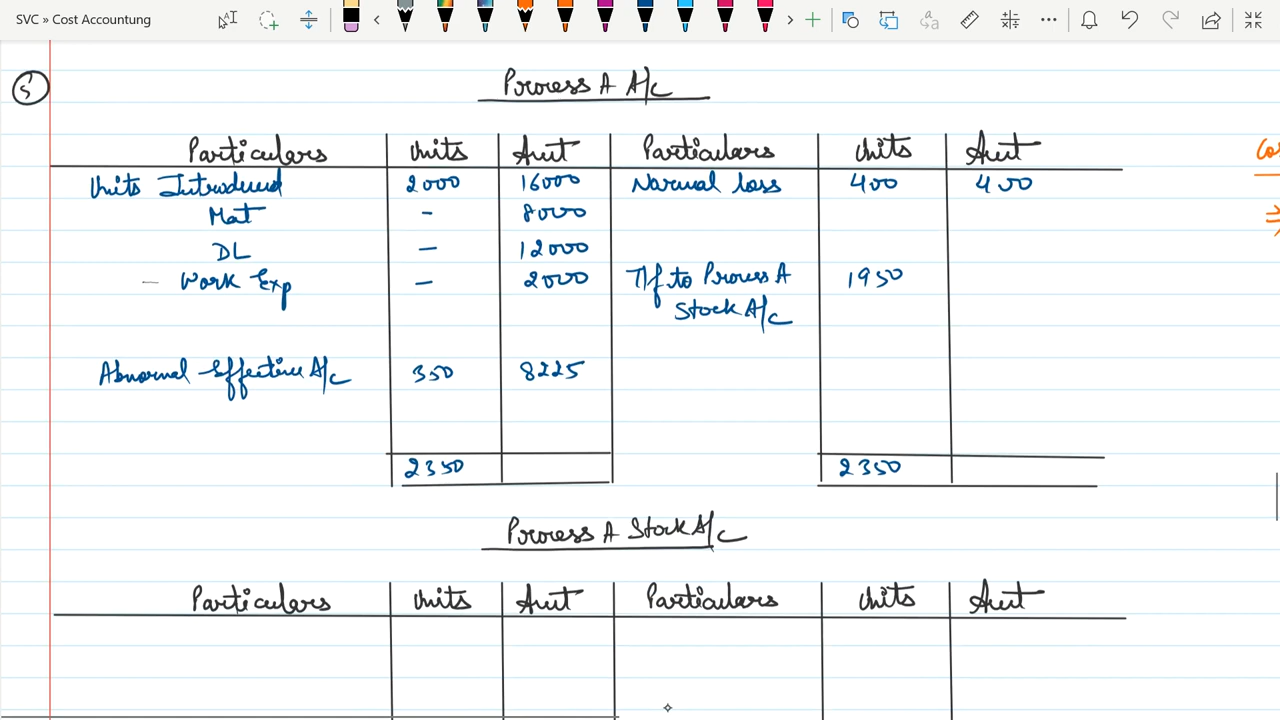 SVC » Cost Accountung
5
Process A A/c
Particulars Units Amt Particulars Units Amt
Units Introduced 2000 16000 Normal loss 400 400
Mat - 8000
DL - 12000
- Work Exp - 2000 T/f to Process A 1950
Stock A/c
Abnormal Effective A/c 350 8225
2350 2350
Process A Stock A/c
Particulars Units Amt Particulars Units Amt